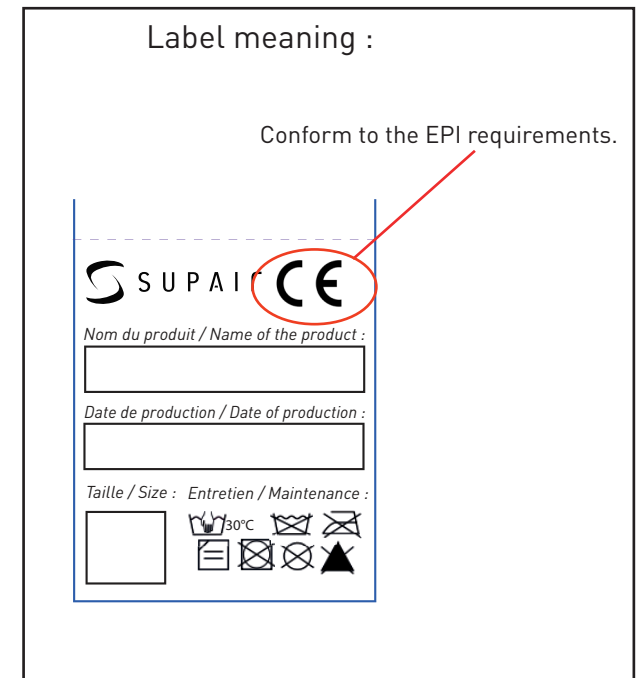 Label meaning :
Conform to the EPI requirements.
SUPAIR CE
Nom du produit / Name of the product :
Date de production / Date of production :
Taille / Size : Entretien / Maintenance :
30°C